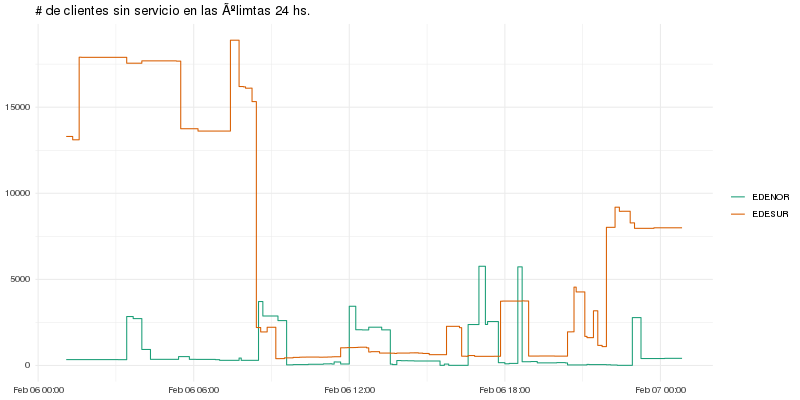 # de clientes sin servicio en las Ãºlimtas 24 hs.
15000
10000
5000
0
EDENOR
EDESUR
Feb 06 00:00
Feb 06 06:00
Feb 06 12:00
Feb 06 18:00
Feb 07 00:00